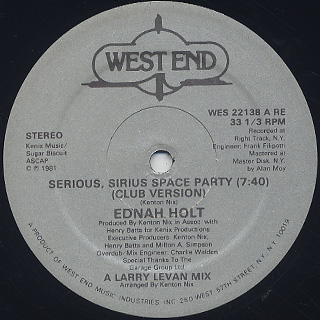 WEST END
WES 22138 A RE
33 1/3 RPM
STEREO
Kenix Music/
Sugar Biscuit
ASCAP
© ℗ 1981
Recorded at
Right Track, N.Y.
Engineer: Frank Filipetti
Mastered at
Master Disk, N.Y.
by Alan Moy
SERIOUS, SIRIUS SPACE PARTY (7:40)
(CLUB VERSION)
(Kenton Nix)
EDNAH HOLT
Produced By Kenton Nix in Assoc. with
Henry Batts for Kenix Productions
Executive Producers: Kenton Nix,
Henry Batts and Milton A. Simpson
Overdub Mix Engineer: Charlie Walden
Special Thanks To the
Garage Group Ltd.
A LARRY LEVAN MIX
Arranged By Kenton Nix
A PRODUCT OF WEST END MUSIC INDUSTRIES INC 250 WEST 57TH STREET, N.Y., N.Y. 10019